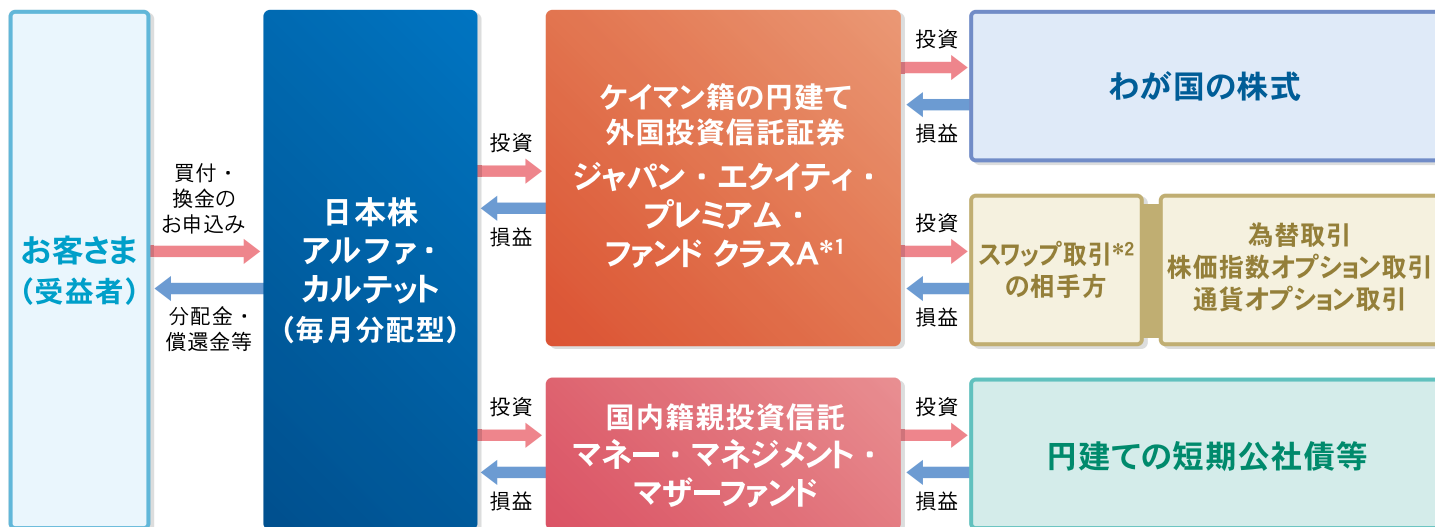 お客さま
（受益者）
買付・
換金の
お申込み
分配金・
償還金等
日本株
アルファ・
カルテット
（毎月分配型）
投資
損益
ケイマン籍の円建て
外国投資信託証券
ジャパン・エクイティ・
プレミアム・
ファンド クラスA*1
投資
損益
わが国の株式
投資
損益
スワップ取引*2
の相手方
為替取引
株価指数オプション取引
通貨オプション取引
投資
損益
国内籍親投資信託
マネー・マネジメント・
マザーファンド
投資
損益
円建ての短期公社債等